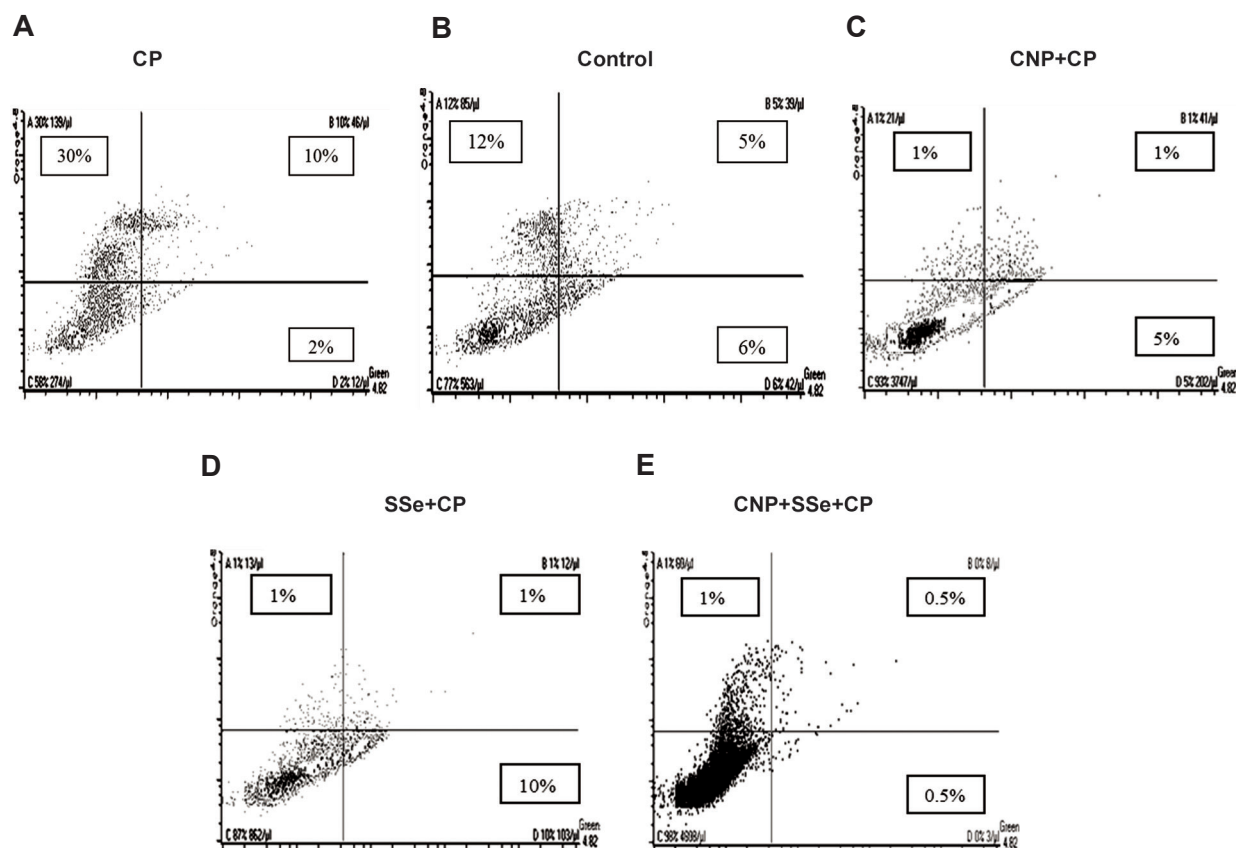 A
CP
A 30% 139/µl
B 10% 46/µl
30%
10%
2%
C 58% 274/µl
D 2% 12/µl
Green
4.82
B
Control
A 12% 85/µl
B 5% 39/µl
12%
5%
6%
C 77% 563/µl
D 6% 42/µl
Green
4.82
C
CNP+CP
A 1% 21/µl
B 1% 41/µl
1%
1%
5%
C 93% 3747/µl
D 5% 202/µl
Green
4.82
D
SSe+CP
A 1% 13/µl
B 1% 12/µl
1%
1%
10%
C 87% 862/µl
D 10% 103/µl
Green
4.82
E
CNP+SSe+CP
A 1% 69/µl
B 0% 8/µl
1%
0.5%
0.5%
C 98% 4698/µl
D 0% 3/µl
Green
4.82